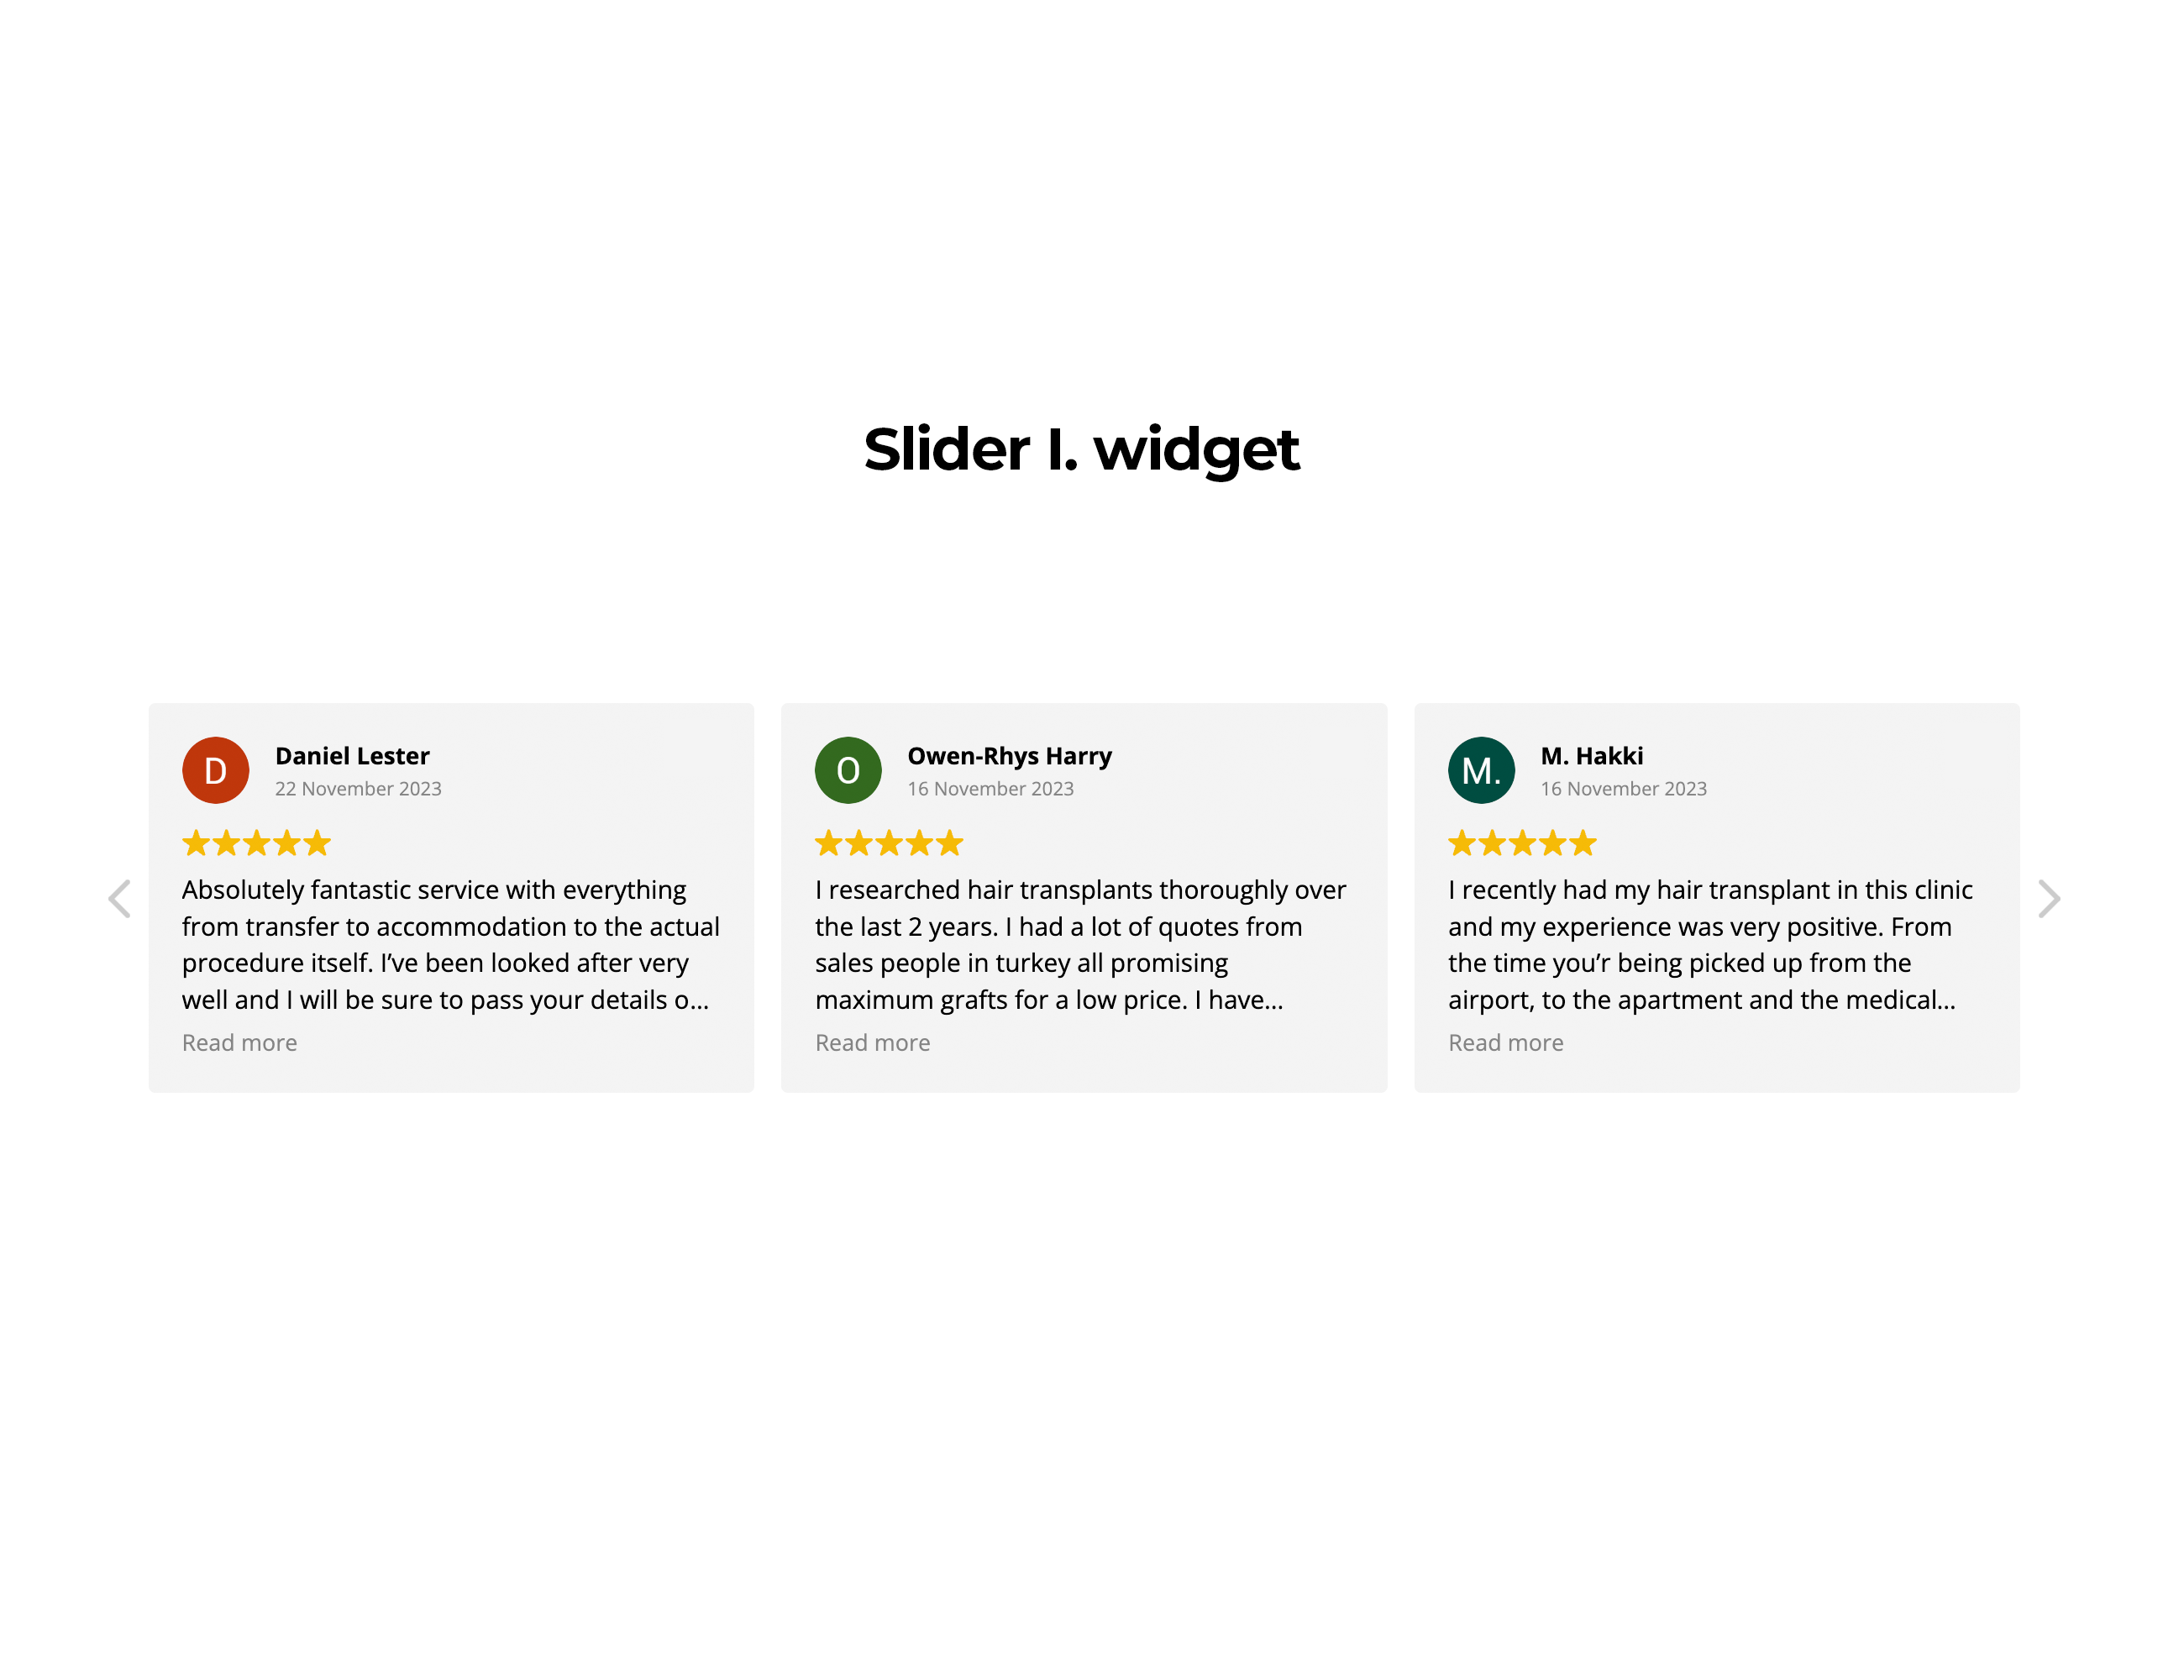 Slider I. widget
D
Daniel Lester
22 November 2023
Absolutely fantastic service with everything
from transfer to accommodation to the actual
procedure itself. I’ve been looked after very
well and I will be sure to pass your details o...
Read more
O
Owen-Rhys Harry
16 November 2023
I researched hair transplants thoroughly over
the last 2 years. I had a lot of quotes from
sales people in turkey all promising
maximum grafts for a low price. I have...
Read more
M.
M. Hakki
16 November 2023
I recently had my hair transplant in this clinic
and my experience was very positive. From
the time you’r being picked up from the
airport, to the apartment and the medical...
Read more